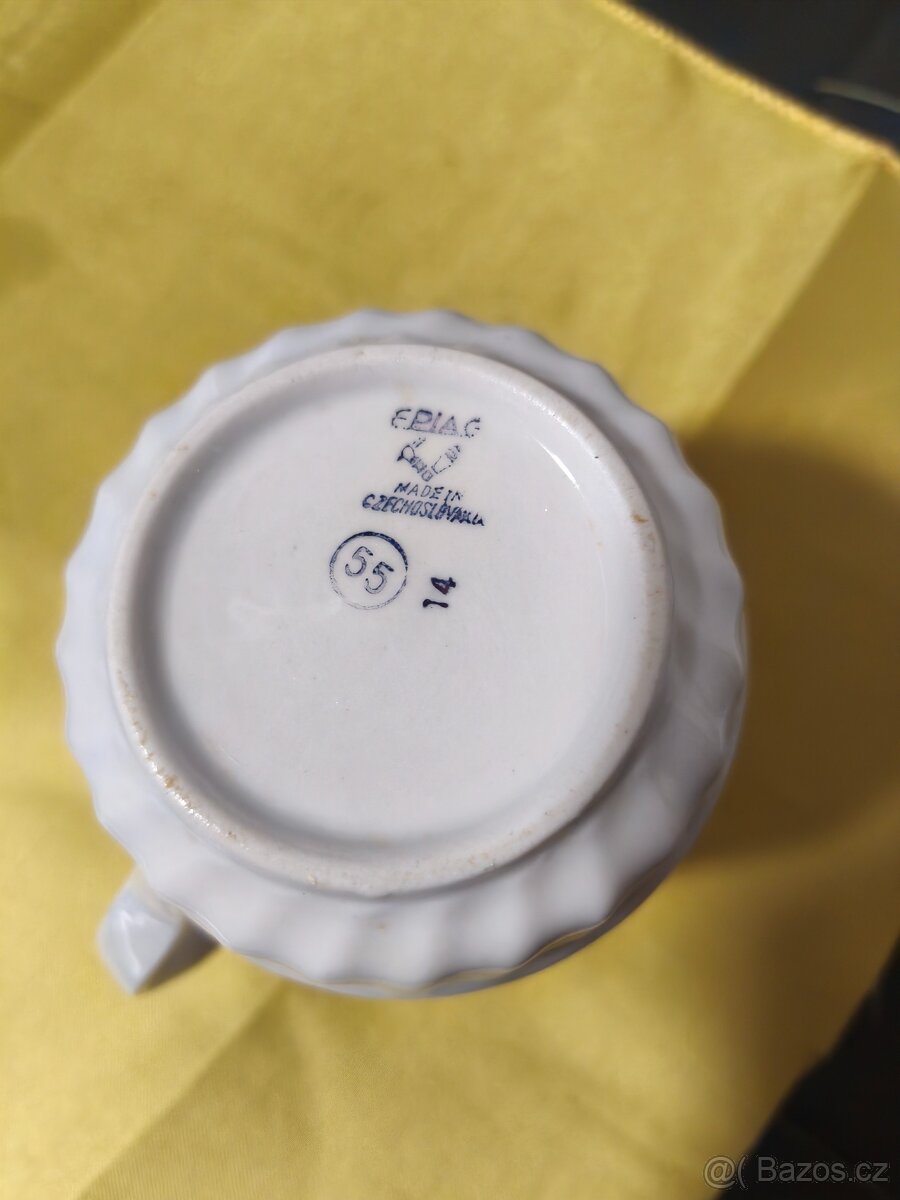 EPIAG
MADE IN
CZECHOSLOVAKIA
55
14
@( Bazos.cz